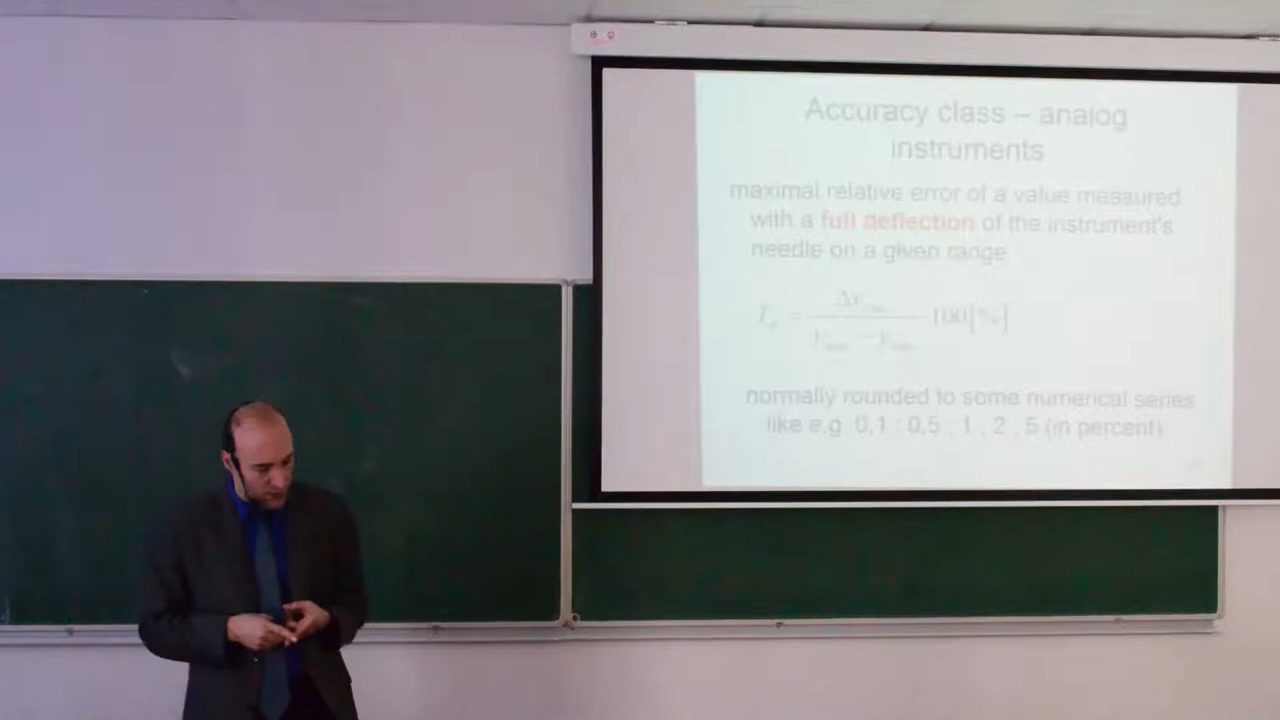 Accuracy class – analog
instruments
maximal relative error of a value measured
with a full deflection of the instrument's
needle on a given range
100[%]
normally rounded to some numerical series
like e.g. 0,1 ; 0,5 ; 1 , 2 , 5 (in percent)